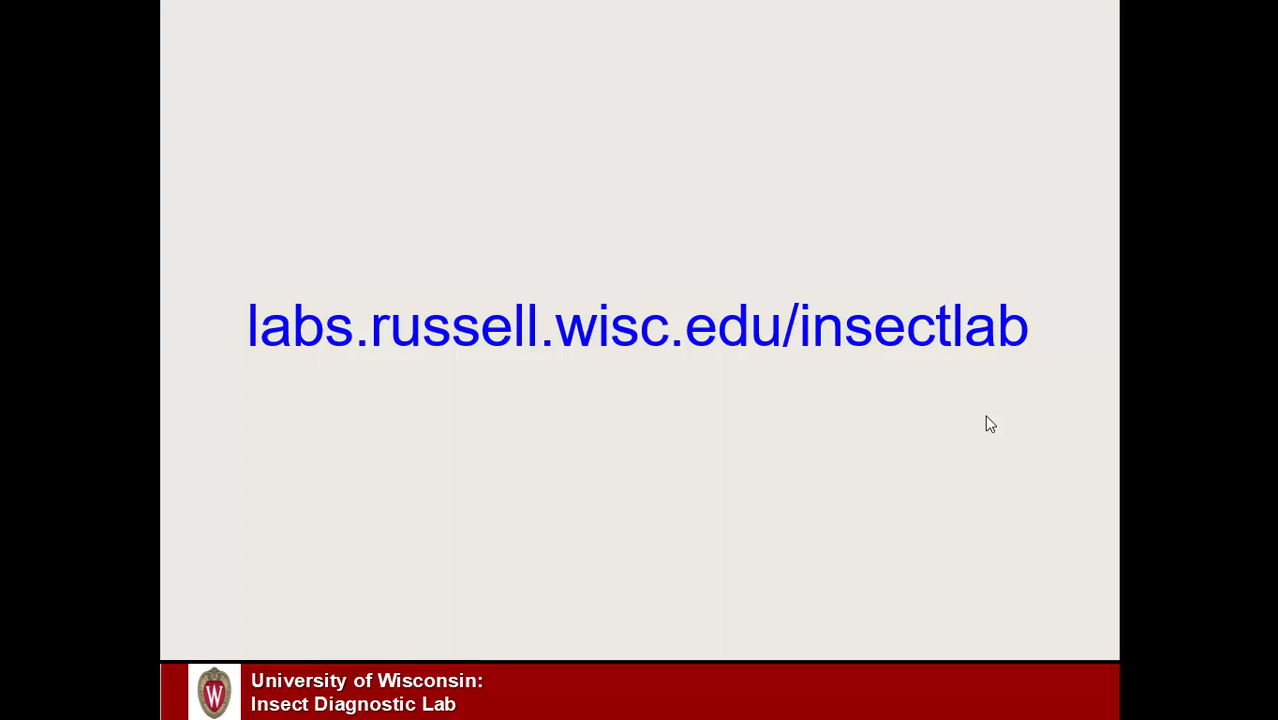 labs.russell.wisc.edu/insectlab
W
University of Wisconsin:
Insect Diagnostic Lab